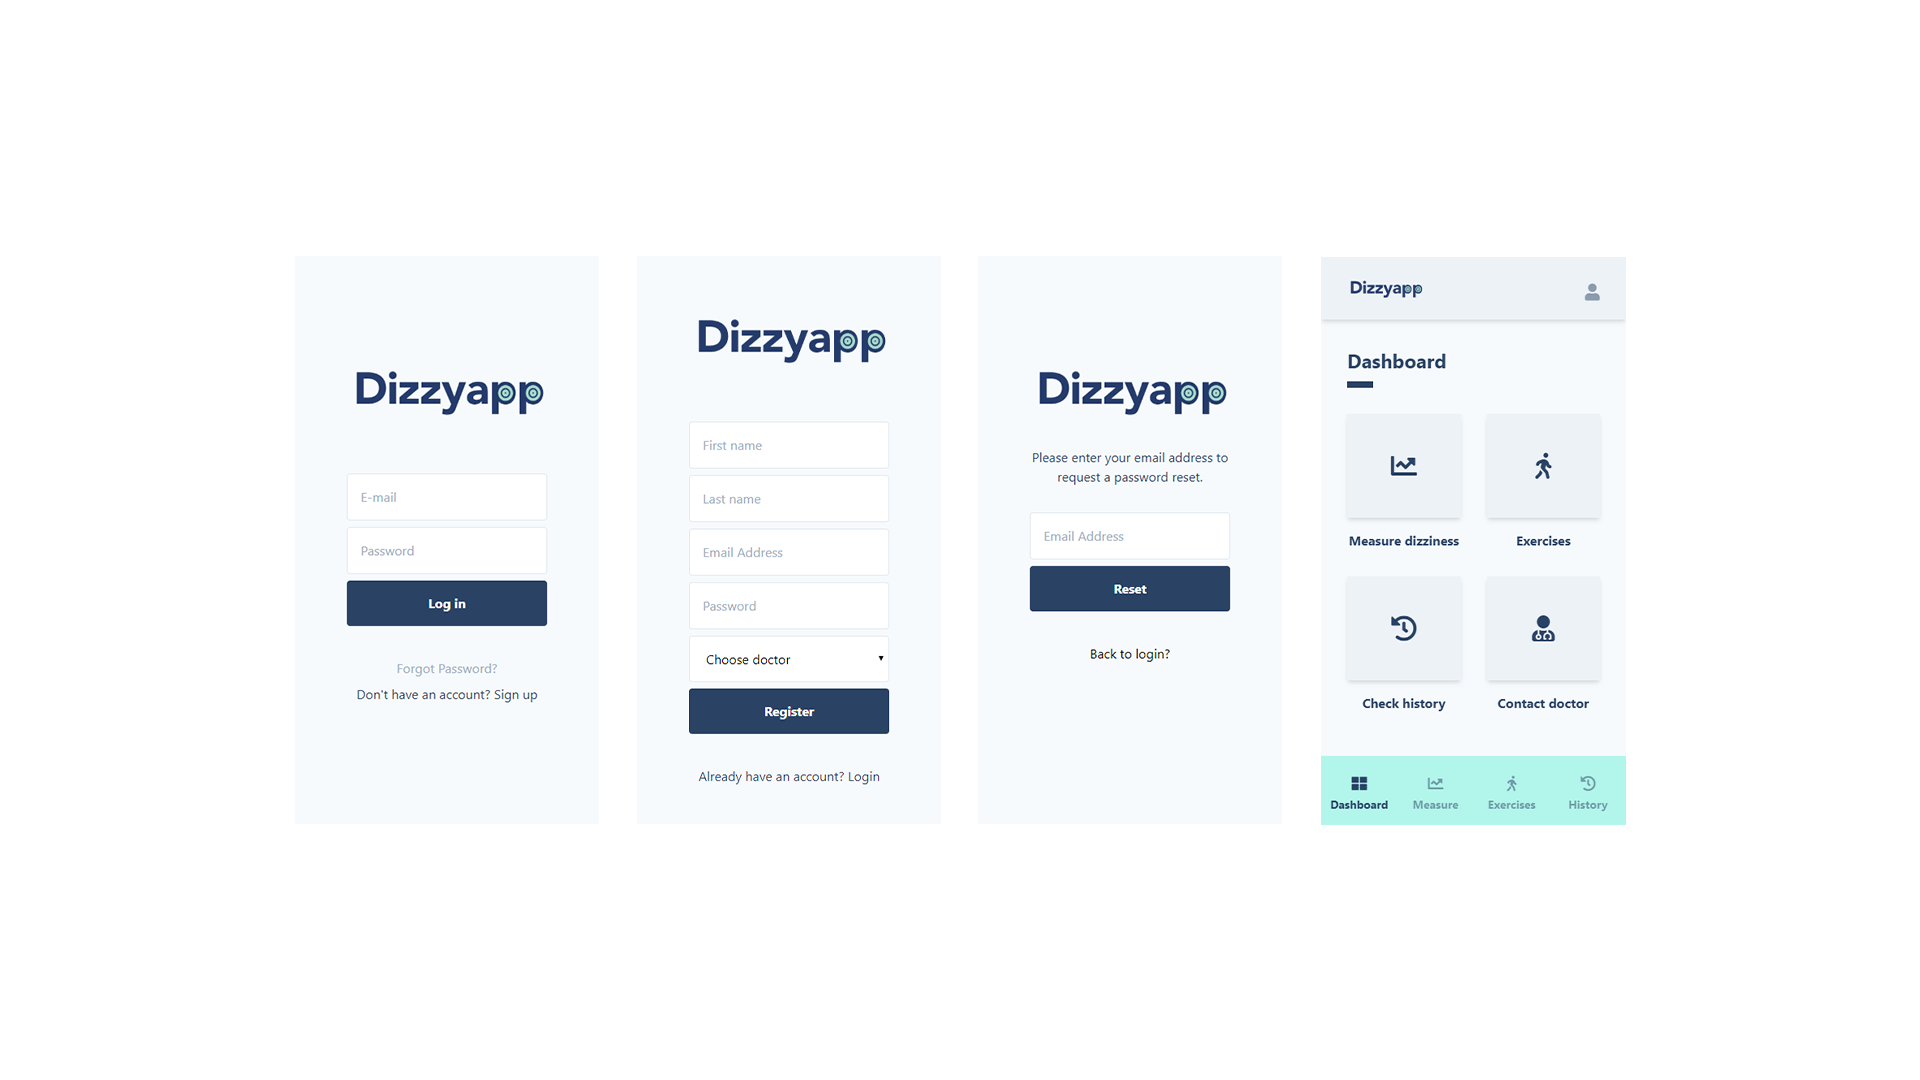 Dizzyapp
E-mail
Password
Log in
Forgot Password?
Don't have an account? Sign up
Dizzyapp
First name
Last name
Email Address
Password
Choose doctor
Register
Already have an account? Login
Dizzyapp
Please enter your email address to
request a password reset.
Email Address
Reset
Back to login?
Dizzyapp
Dashboard
Measure dizziness
Exercises
Check history
Contact doctor
Dashboard
Measure
Exercises
History